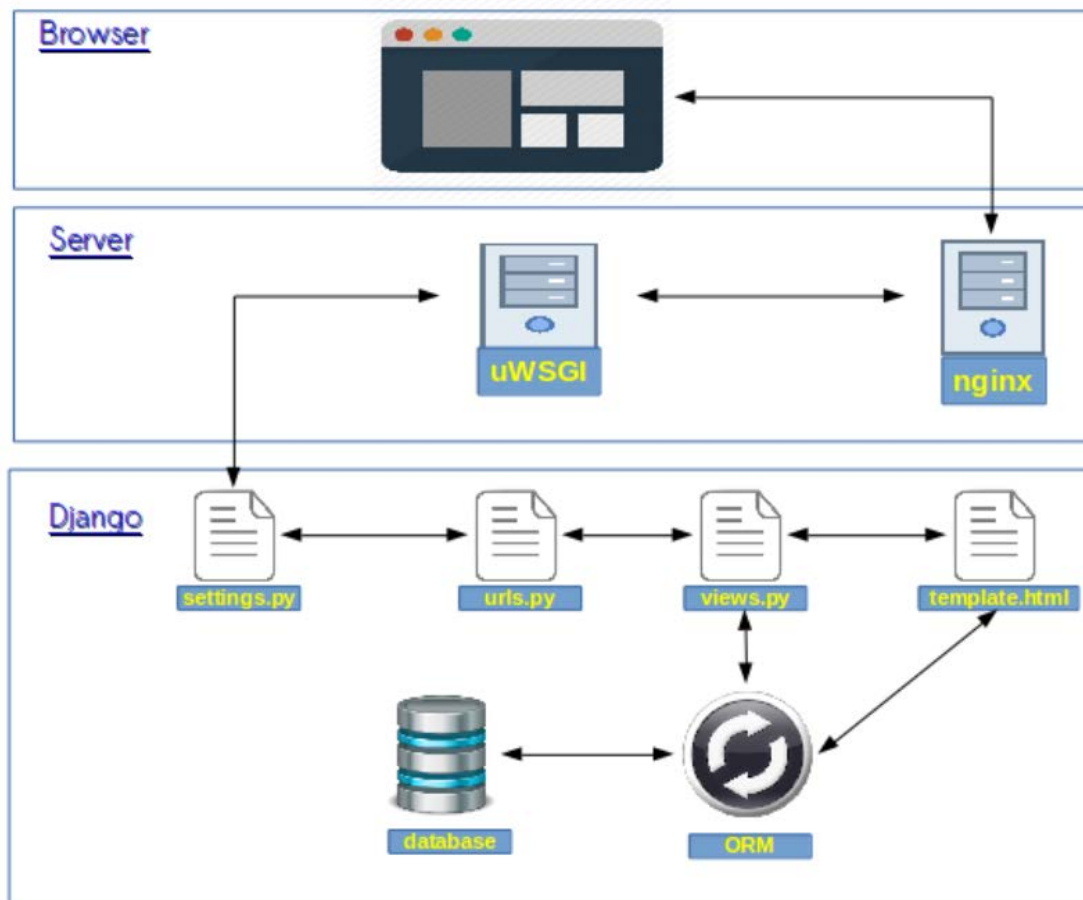 Browser
Server
uWSGI
nginx
Django
settings.py
urls.py
views.py
template.html
database
ORM